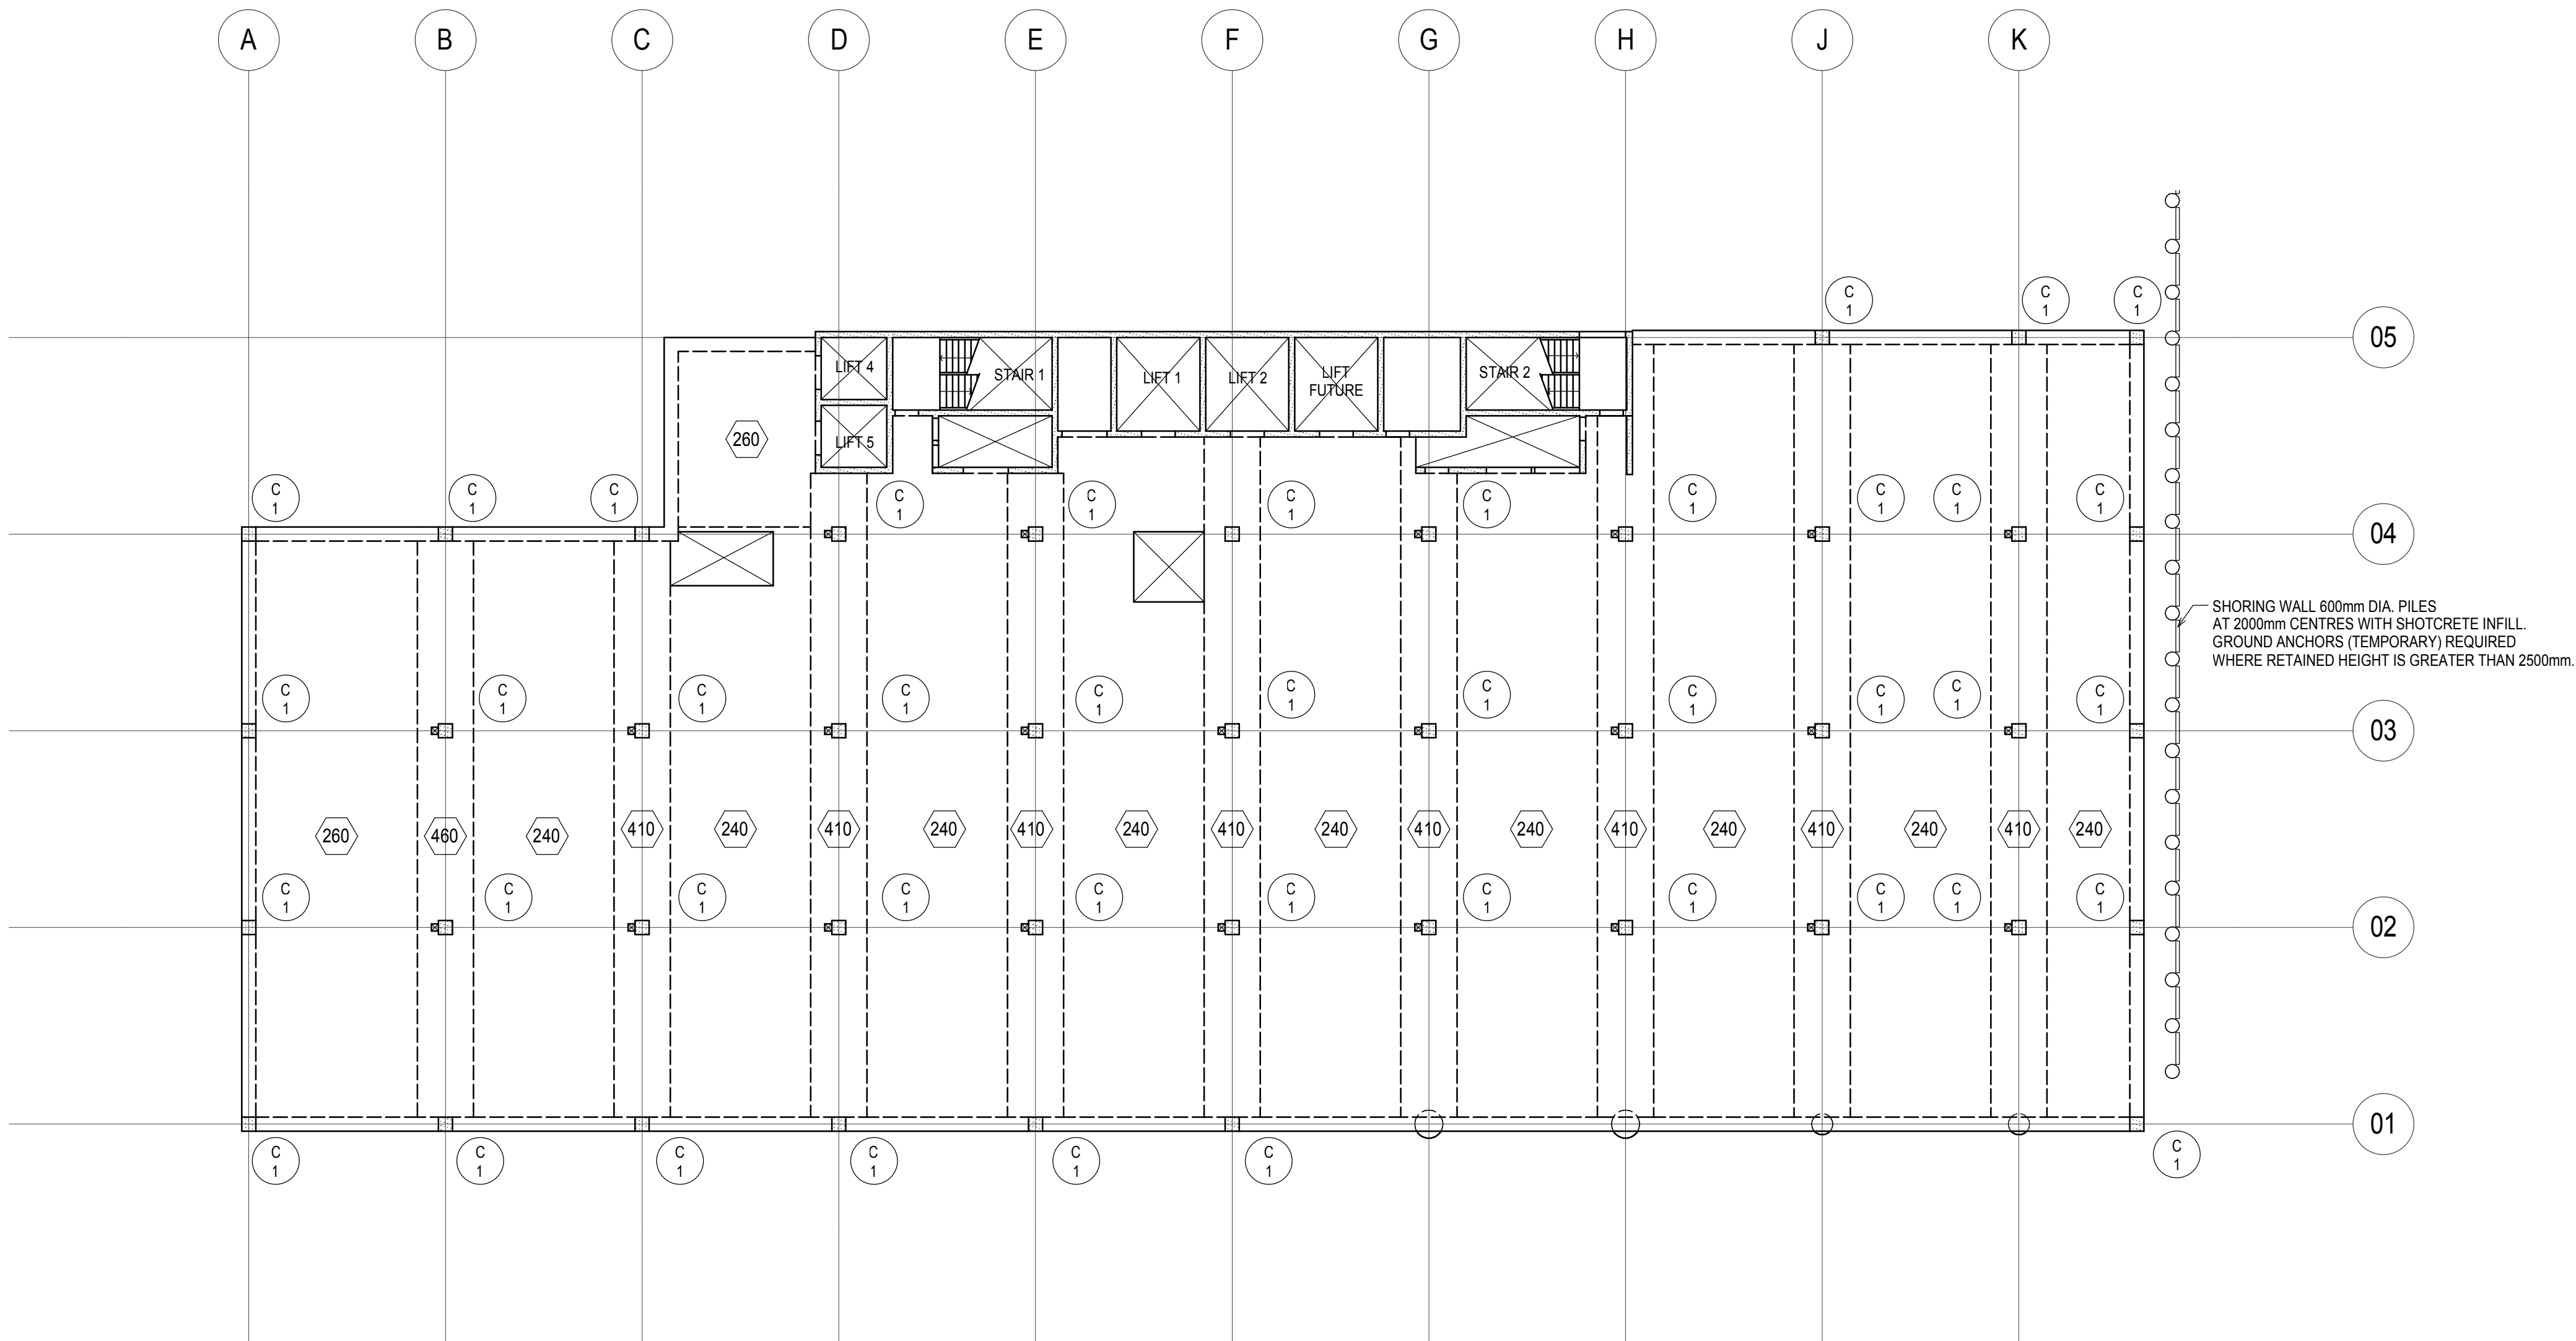 A
B
C
D
E
F
G
H
J
K
C
1
C
1
C
1
05
LIFT 4
STAIR 1
LIFT 1
LIFT 2
LIFT
FUTURE
STAIR 2
260
LIFT 5
C
1
C
1
C
1
C
1
C
1
C
1
C
1
C
1
C
1
C
1
C
1
04
SHORING WALL 600mm DIA. PILES
AT 2000mm CENTRES WITH SHOTCRETE INFILL.
GROUND ANCHORS (TEMPORARY) REQUIRED
WHERE RETAINED HEIGHT IS GREATER THAN 2500mm.
C
1
C
1
C
1
C
1
C
1
C
1
C
1
C
1
C
1
C
1
C
1
03
260
460
240
410
240
410
240
410
240
410
240
410
240
410
240
410
240
410
240
C
1
C
1
C
1
C
1
C
1
C
1
C
1
C
1
C
1
C
1
C
1
02
01
C
1
C
1
C
1
C
1
C
1
C
1
C
1